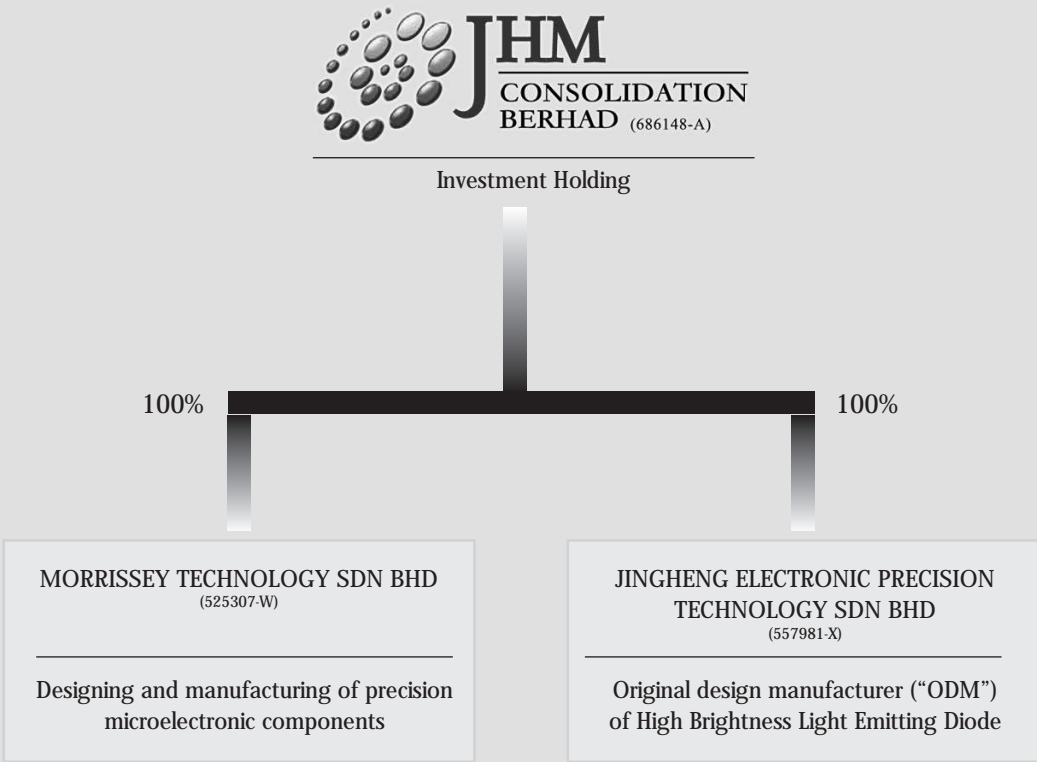 JHM
CONSOLIDATION
BERHAD (686148-A)
Investment Holding
100%
100%
MORRISSEY TECHNOLOGY SDN BHD
(525307-W)
Designing and manufacturing of precision
microelectronic components
JINGHENG ELECTRONIC PRECISION
TECHNOLOGY SDN BHD
(557981-X)
Original design manufacturer (“ODM”)
of High Brightness Light Emitting Diode